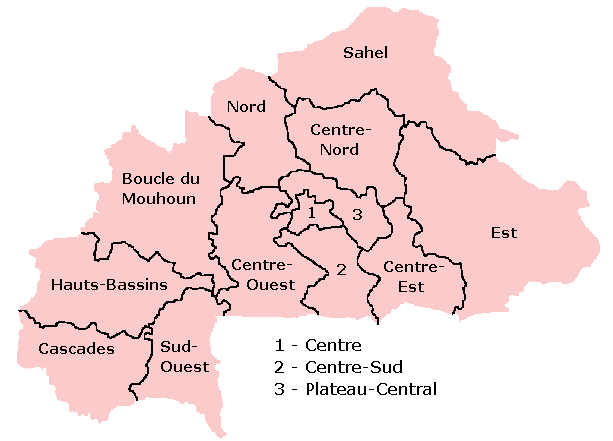 Sahel
Nord
Centre-
Nord
Boucle du
Mouhoun
1
3
Est
Centre-
Ouest
2
Centre-
Est
Hauts-Bassins
Cascades
Sud-
Ouest
1 - Centre
2 - Centre-Sud
3 - Plateau-Central